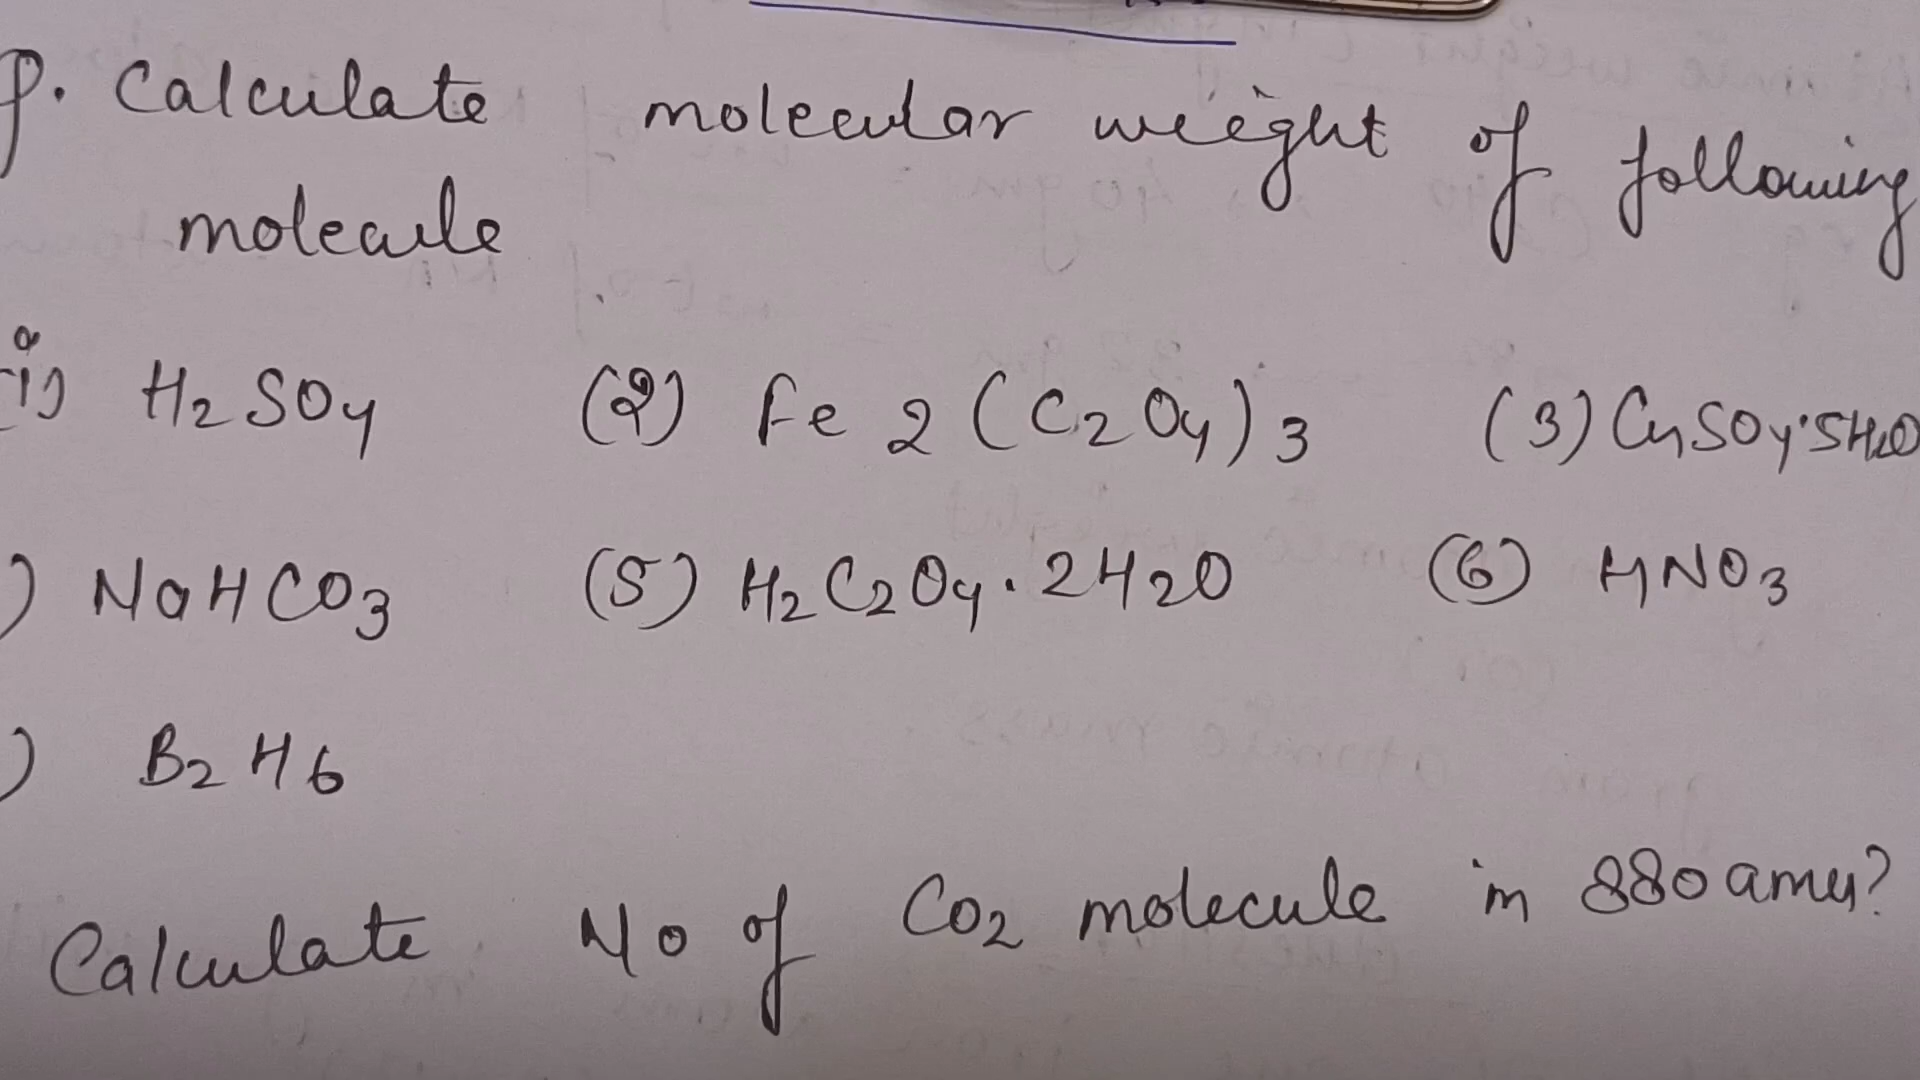 P. Calculate molecular weight of following
molecule
i) H2SO4 (2) Fe2(C2O4)3 (3) CuSO4·5H2O
) NaHCO3 (5) H2C2O4·2H2O (6) HNO3
) B2H6
Calculate No of CO2 molecule in 880 amu?